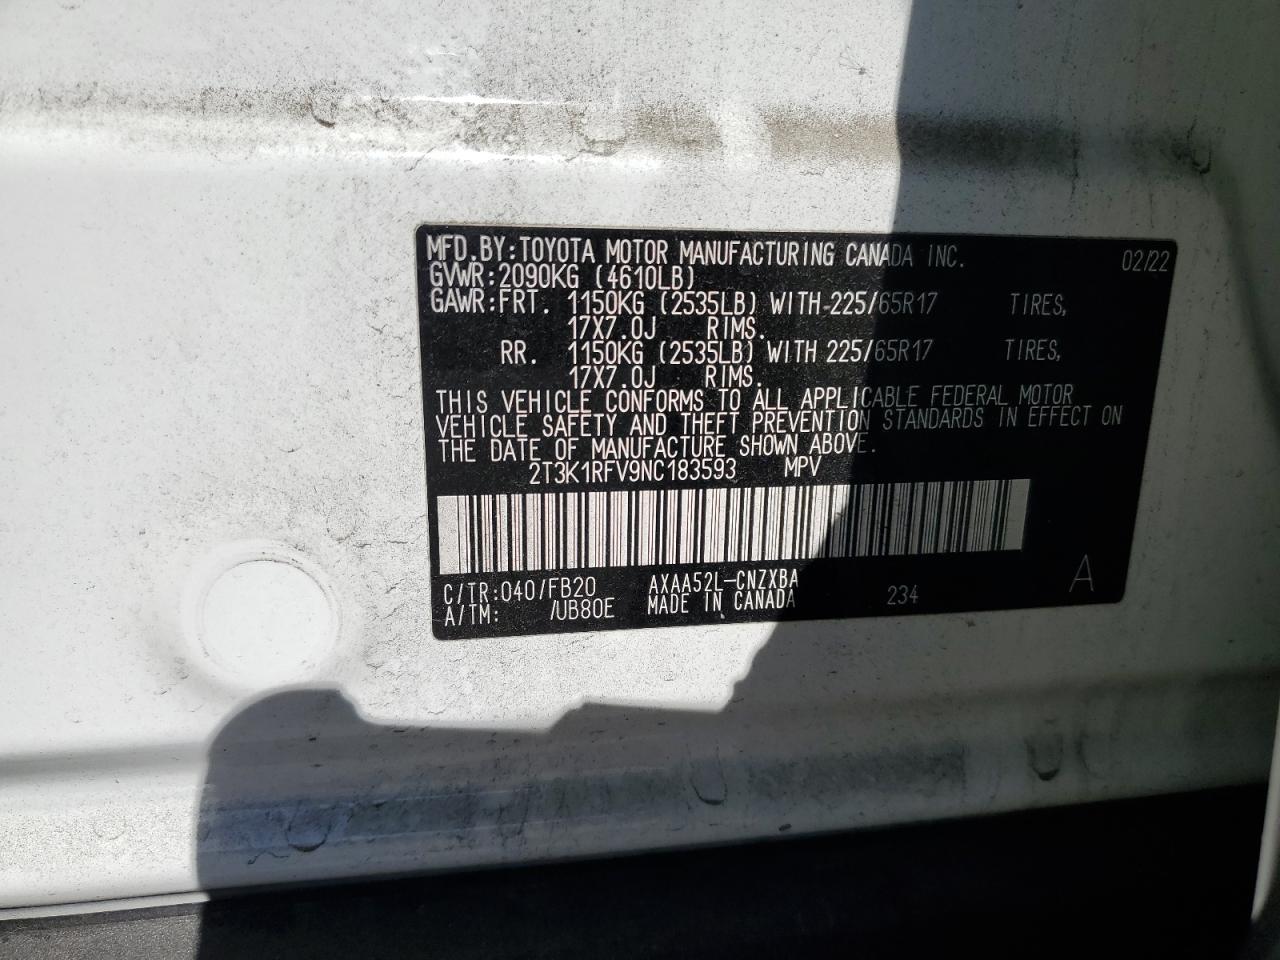 MFD.BY:TOYOTA MOTOR MANUFACTURING CANADA INC. 02/22
GVWR:2090KG (4610LB)
GAWR:FRT. 1150KG (2535LB) WITH 225/65R17 TIRES,
17X7.0J RIMS.
RR. 1150KG (2535LB) WITH 225/65R17 TIRES,
17X7.0J RIMS.
THIS VEHICLE CONFORMS TO ALL APPLICABLE FEDERAL MOTOR
VEHICLE SAFETY AND THEFT PREVENTION STANDARDS IN EFFECT ON
THE DATE OF MANUFACTURE SHOWN ABOVE.
2T3K1RFV9NC183593 MPV
C/TR:040/FB20 AXAA52L-CNZXBA
A/TM: /UB80E MADE IN CANADA 234 A